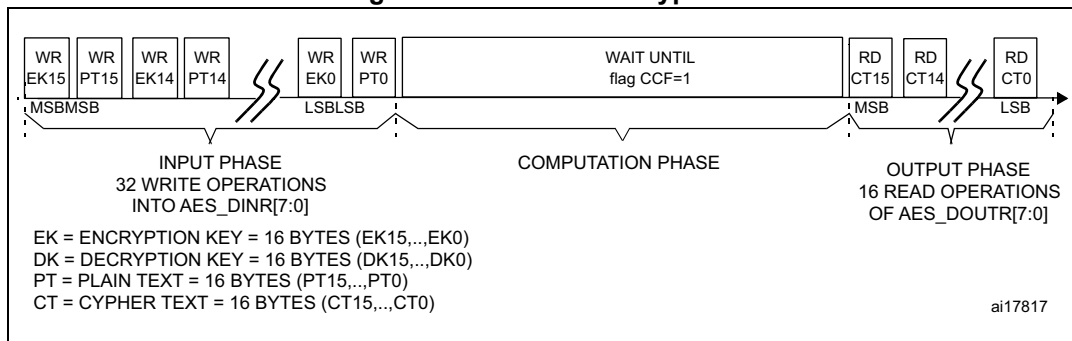 WR EK15 WR PT15 WR EK14 WR PT14 WR EK0 WR PT0 WAIT UNTIL flag CCF=1 RD CT15 RD CT14 RD CT0
MSBMSB LSBLSB MSB LSB
INPUT PHASE
32 WRITE OPERATIONS
INTO AES_DINR[7:0]
COMPUTATION PHASE
OUTPUT PHASE
16 READ OPERATIONS
OF AES_DOUTR[7:0]
EK = ENCRYPTION KEY = 16 BYTES (EK15,..,EK0)
DK = DECRYPTION KEY = 16 BYTES (DK15,..,DK0)
PT = PLAIN TEXT = 16 BYTES (PT15,..,PT0)
CT = CYPHER TEXT = 16 BYTES (CT15,..,CT0)
ai17817